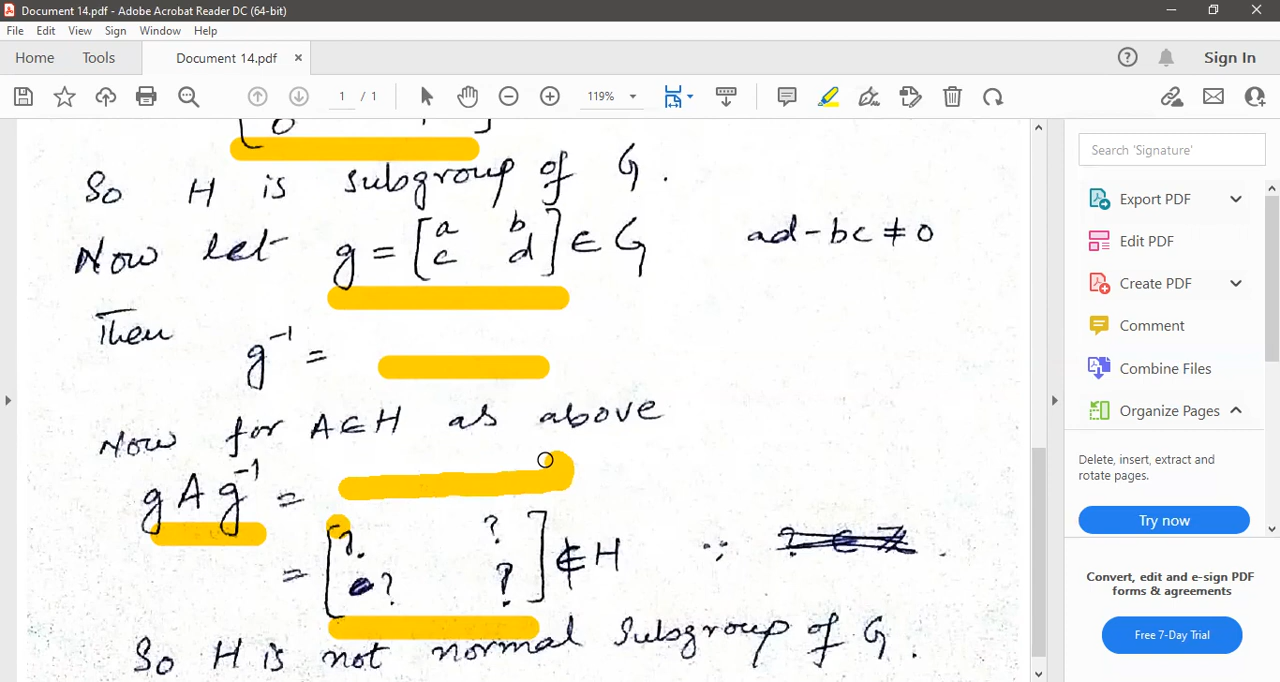 Document 14.pdf - Adobe Acrobat Reader DC (64-bit)
File Edit View Sign Window Help
Home Tools Document 14.pdf × Sign In
1 / 1 119%
0 1
So H is subgroup of G.
Now let g = [a b c d] ∈ G ad-bc ≠ 0
Then
g⁻¹ =
Now for A ∈ H as above
g A g⁻¹ =
= [? ? ? ?] ∉ H ∵
So H is not normal subgroup of G.
Search 'Signature'
Export PDF
Edit PDF
Create PDF
Comment
Combine Files
Organize Pages
Delete, insert, extract and
rotate pages.
Try now
Convert, edit and e-sign PDF
forms & agreements
Free 7-Day Trial